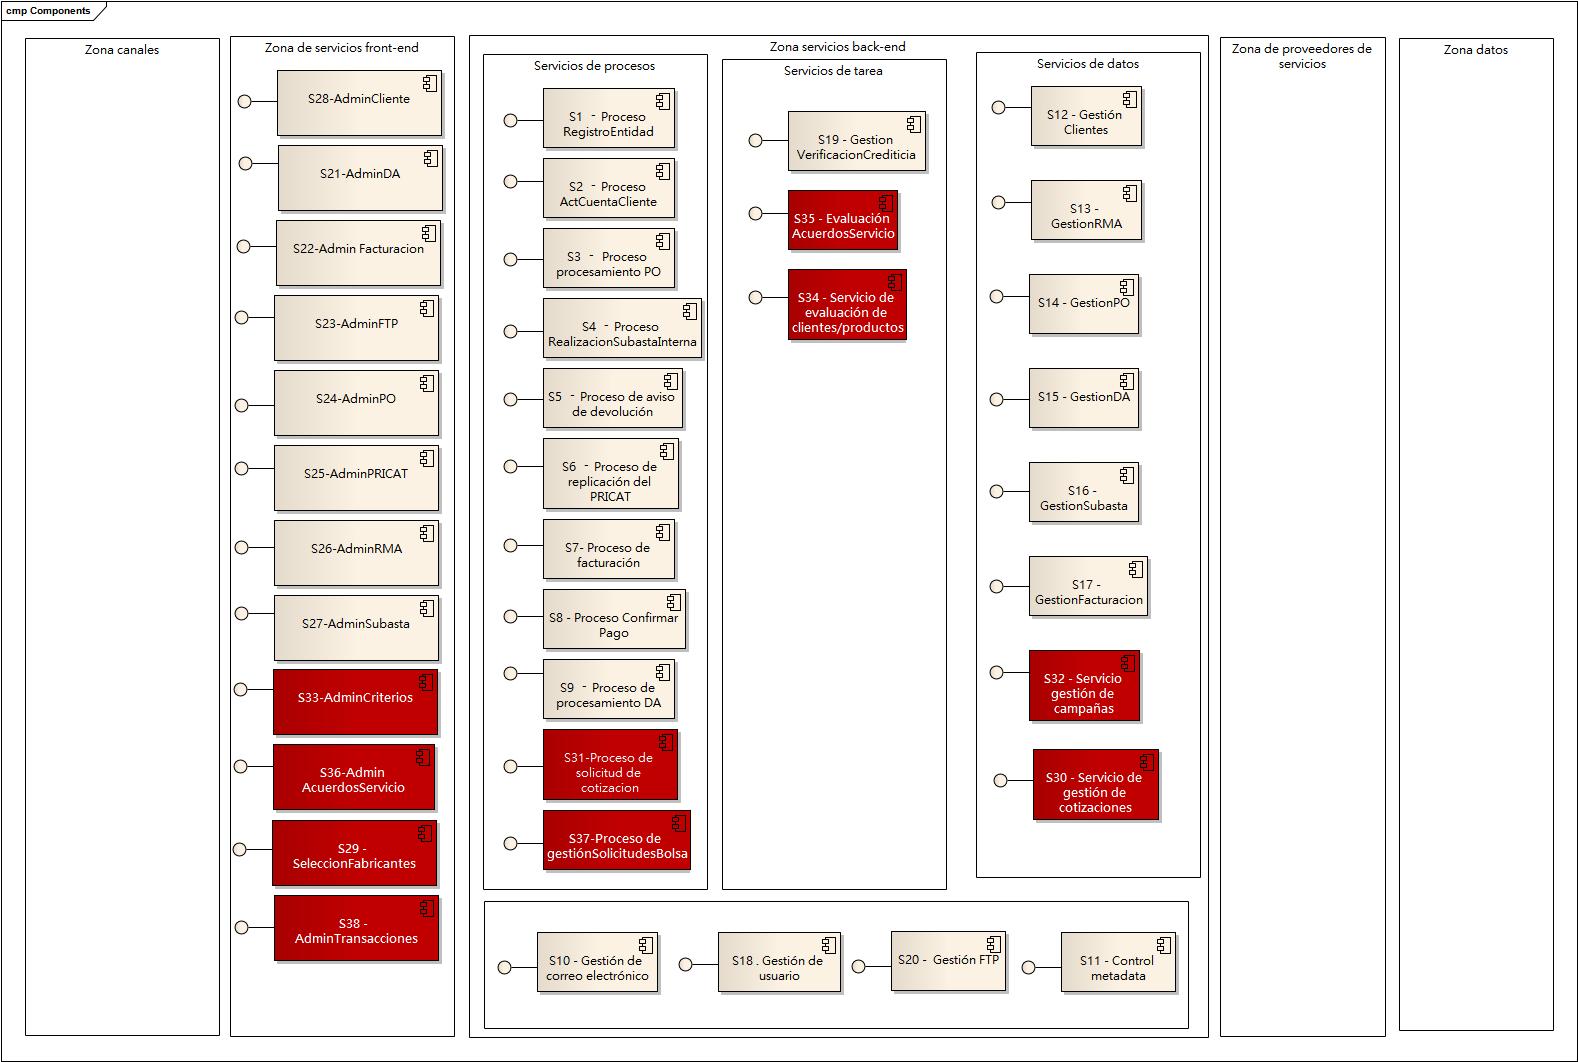 cmp Components
Zona canales
Zona de servicios front-end
S28-AdminCliente
S21-AdminDA
S22-Admin Facturacion
S23-AdminFTP
S24-AdminPO
S25-AdminPRICAT
S26-AdminRMA
S27-AdminSubasta
S33-AdminCriterios
S36-Admin
AcuerdosServicio
S29 -
SeleccionFabricantes
S38 -
AdminTransacciones
Zona servicios back-end
Servicios de procesos
S1 - Proceso
RegistroEntidad
S2 - Proceso
ActCuentaCliente
S3 - Proceso
procesamiento PO
S4 - Proceso
RealizacionSubastaInterna
S5 - Proceso de aviso
de devolución
S6 - Proceso de
replicación del
PRICAT
S7- Proceso de
facturación
S8 - Proceso Confirmar
Pago
S9 - Proceso de
procesamiento DA
S31-Proceso de
solicitud de
cotizacion
S37-Proceso de
gestiónSolicitudesBolsa
Servicios de tarea
S19 - Gestion
VerificacionCrediticia
S35 - Evaluación
AcuerdosServicio
S34 - Servicio de
evaluación de
clientes/productos
Servicios de datos
S12 - Gestión
Clientes
S13 -
GestionRMA
S14 - GestionPO
S15 - GestionDA
S16 -
GestionSubasta
S17 -
GestionFacturacion
S32 - Servicio
gestión de
campañas
S30 - Servicio de
gestión de
cotizaciones
S10 - Gestión de
correo electrónico
S18 . Gestión de
usuario
S20 - Gestión FTP
S11 - Control
metadata
Zona de proveedores de
servicios
Zona datos